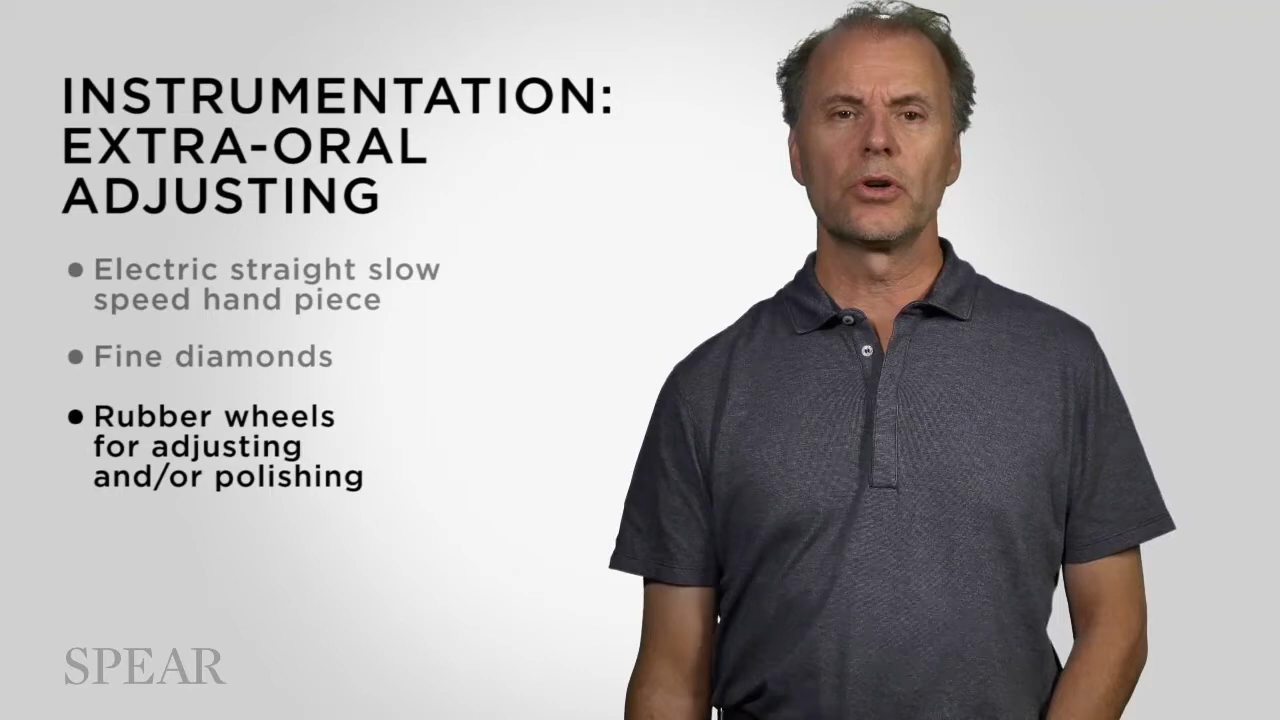 INSTRUMENTATION:
EXTRA-ORAL
ADJUSTING
• Electric straight slow
speed hand piece
• Fine diamonds
• Rubber wheels
for adjusting
and/or polishing
SPEAR